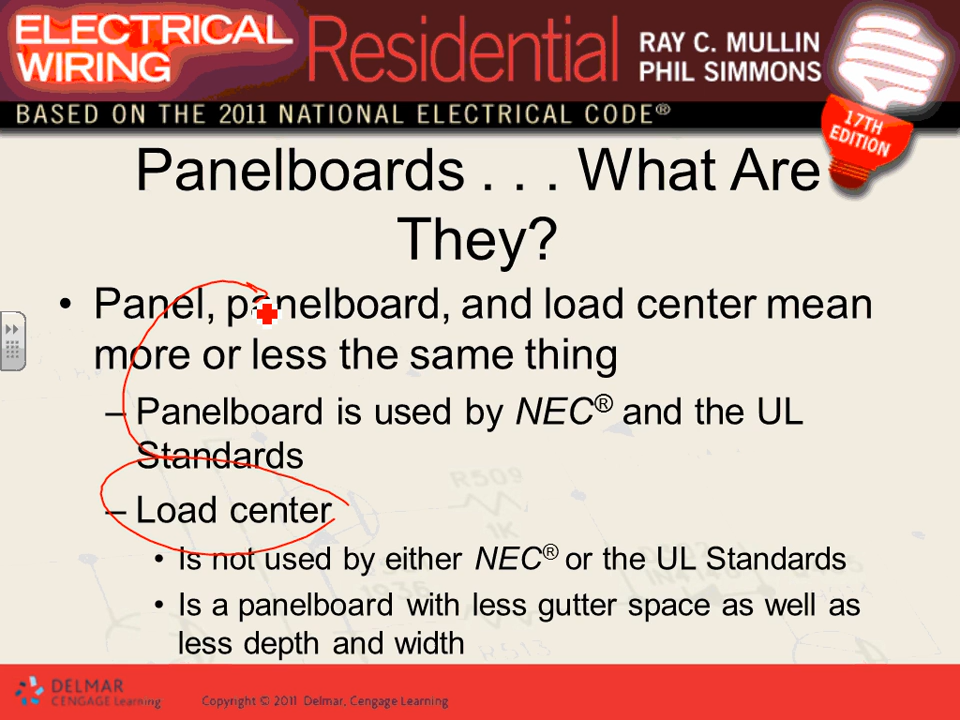 ELECTRICAL
WIRING
Residential
RAY C. MULLIN
PHIL SIMMONS
BASED ON THE 2011 NATIONAL ELECTRICAL CODE®
17TH
EDITION
Panelboards . . . What Are
They?
• Panel, panelboard, and load center mean
more or less the same thing
– Panelboard is used by NEC® and the UL
Standards
– Load center
• Is not used by either NEC® or the UL Standards
• Is a panelboard with less gutter space as well as
less depth and width
R509
1K
R513
DELMAR
CENGAGE Learning
Copyright © 2011 Delmar, Cengage Learning